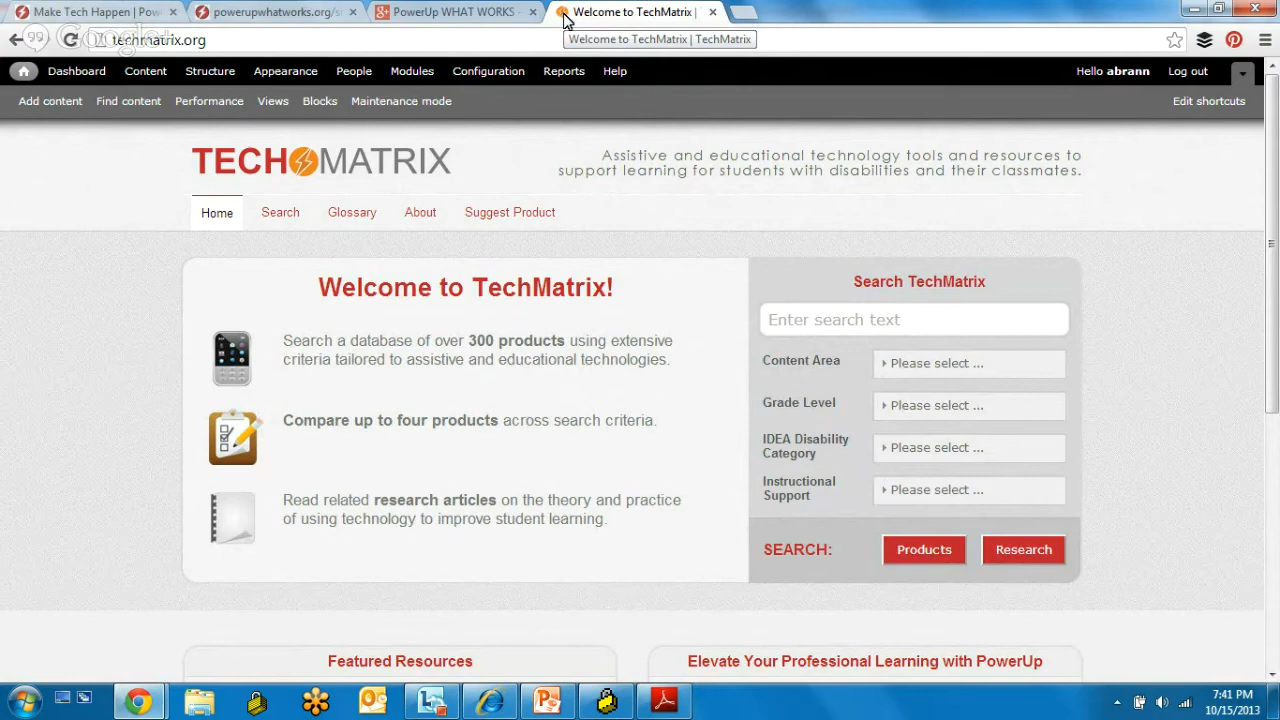 Make Tech Happen | Pow
powerupwhatworks.org/s
PowerUp WHAT WORKS -
Welcome to TechMatrix |
Google+
techmatrix.org
Welcome to TechMatrix | TechMatrix
Dashboard Content Structure Appearance People Modules Configuration Reports Help
Hello abrann Log out
Add content Find content Performance Views Blocks Maintenance mode
Edit shortcuts
TECHMATRIX
Assistive and educational technology tools and resources to
support learning for students with disabilities and their classmates.
Home Search Glossary About Suggest Product
Welcome to TechMatrix!
Search a database of over 300 products using extensive
criteria tailored to assistive and educational technologies.
Compare up to four products across search criteria.
Read related research articles on the theory and practice
of using technology to improve student learning.
Search TechMatrix
Enter search text
Content Area Please select ...
Grade Level Please select ...
IDEA Disability
Category Please select ...
Instructional
Support Please select ...
SEARCH: Products Research
Featured Resources
Elevate Your Professional Learning with PowerUp
7:41 PM
10/15/2013